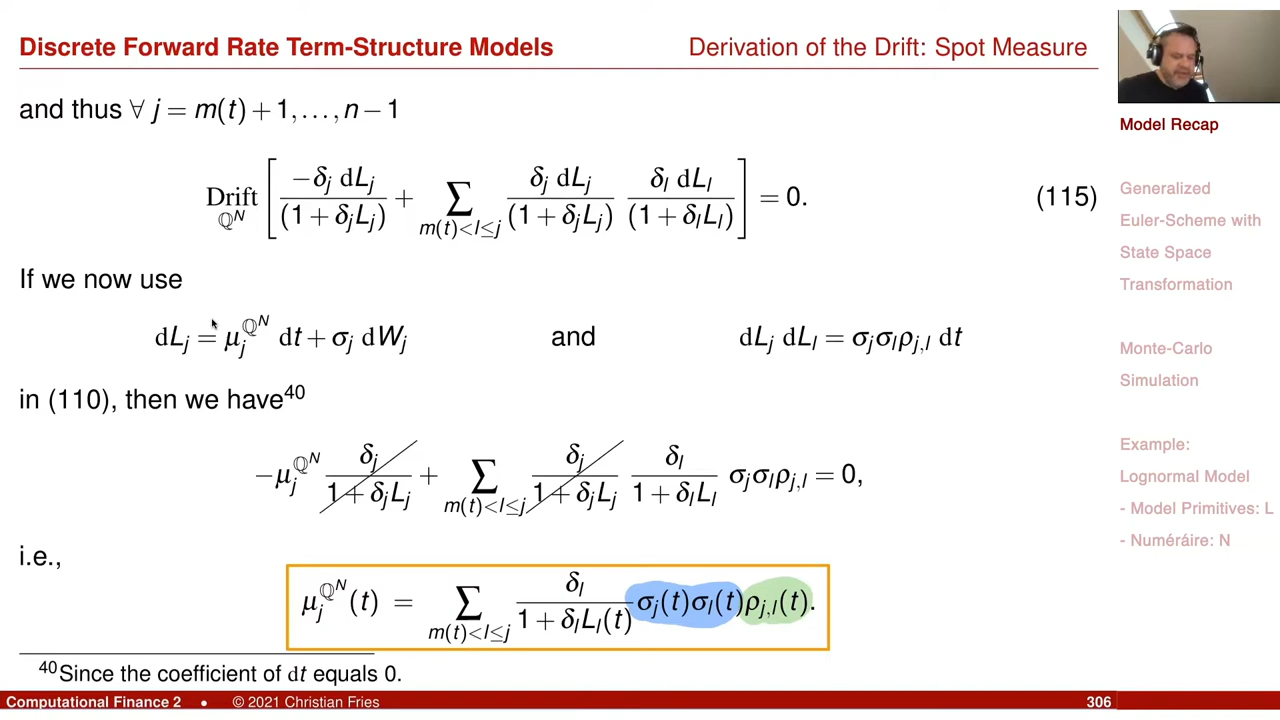 Discrete Forward Rate Term-Structure Models
Derivation of the Drift: Spot Measure
and thus ∀ j = m(t) + 1, …, n − 1
Drift_{ℚ^N} [ −δ_j dL_j / (1 + δ_j L_j) + ∑_{m(t)<l≤j} δ_j dL_j / (1 + δ_j L_j) δ_l dL_l / (1 + δ_l L_l) ] = 0. (115)
If we now use
dL_j = μ_j^{ℚ^N} dt + σ_j dW_j and dL_j dL_l = σ_j σ_l ρ_{j,l} dt
in (110), then we have⁴⁰
−μ_j^{ℚ^N} δ_j / (1 + δ_j L_j) + ∑_{m(t)<l≤j} δ_j / (1 + δ_j L_j) δ_l / (1 + δ_l L_l) σ_j σ_l ρ_{j,l} = 0,
i.e.,
μ_j^{ℚ^N}(t) = ∑_{m(t)<l≤j} δ_l / (1 + δ_l L_l(t)) σ_j(t)σ_l(t)ρ_{j,l}(t).
⁴⁰Since the coefficient of dt equals 0.
Computational Finance 2 • © 2021 Christian Fries 306
Model Recap
Generalized
Euler-Scheme with
State Space
Transformation
Monte-Carlo
Simulation
Example:
Lognormal Model
- Model Primitives: L
- Numéráire: N